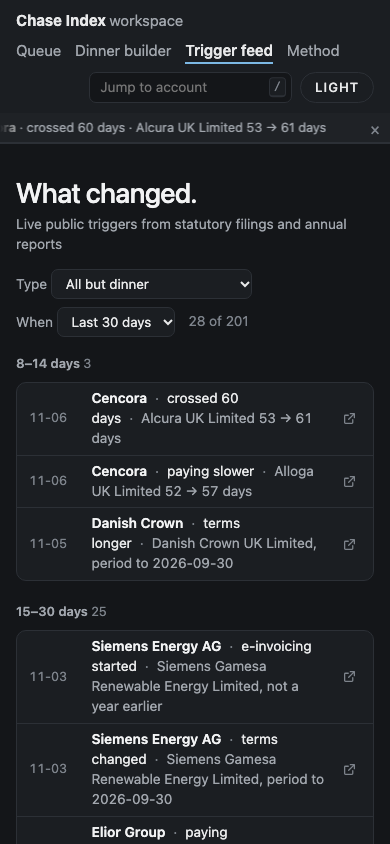 Chase Index workspace
Queue Dinner builder Trigger feed Method
Jump to account / LIGHT
· crossed 60 days · Alcura UK Limited 53 → 61 days ×
What changed.
Live public triggers from statutory filings and annual
reports
Type All but dinner
When Last 30 days 28 of 201
8–14 days 3
Cencora · crossed 60
11-06 days · Alcura UK Limited 53 → 61
days
Cencora · paying slower · Alloga
11-06
UK Limited 52 → 57 days
Danish Crown · terms
11-05 longer · Danish Crown UK Limited,
period to 2026-09-30
15–30 days 25
Siemens Energy AG · e-invoicing
started · Siemens Gamesa
11-03
Renewable Energy Limited, not a
year earlier
Siemens Energy AG · terms
changed · Siemens Gamesa
11-03
Renewable Energy Limited, period to
2026-09-30
Elior Group · paying